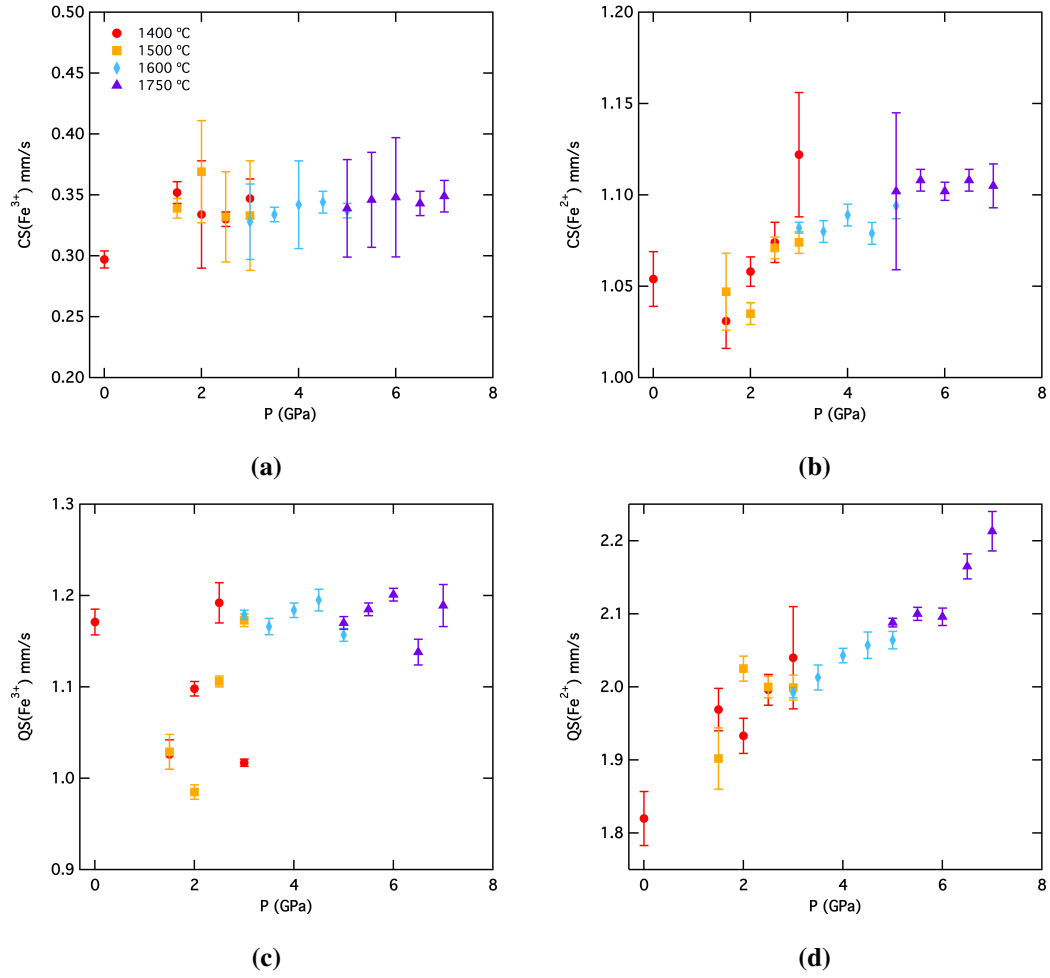 0.50
0.45
0.40
0.35
0.30
0.25
0.20
CS(Fe³⁺) mm/s
1400 ºC
1500 ºC
1600 ºC
1750 ºC
0 2 4 6 8
P (GPa)
(a)
1.20
1.15
1.10
1.05
1.00
CS(Fe²⁺) mm/s
0 2 4 6 8
P (GPa)
(b)
1.3
1.2
1.1
1.0
0.9
QS(Fe³⁺) mm/s
0 2 4 6 8
P (GPa)
(c)
2.2
2.1
2.0
1.9
1.8
QS(Fe²⁺) mm/s
0 2 4 6 8
P (GPa)
(d)